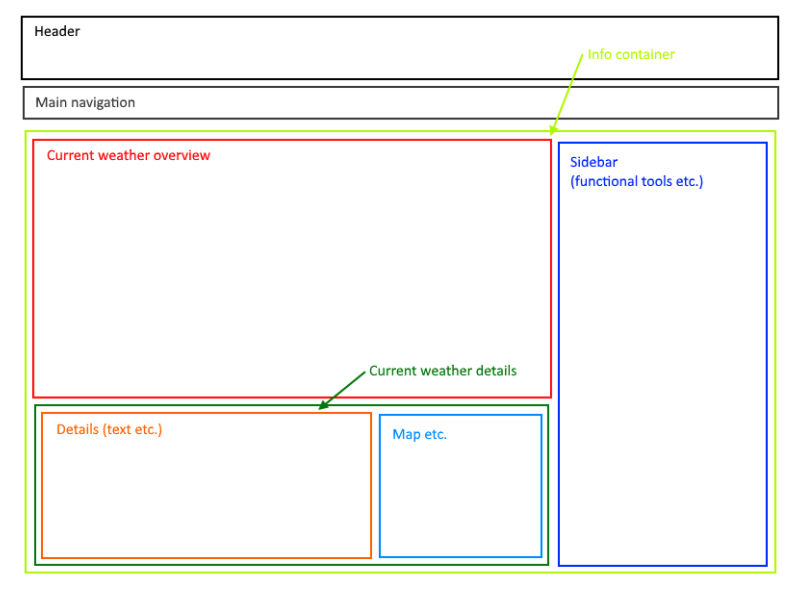 Header
Info container
Main navigation
Current weather overview
Sidebar
(functional tools etc.)
Current weather details
Details (text etc.)
Map etc.